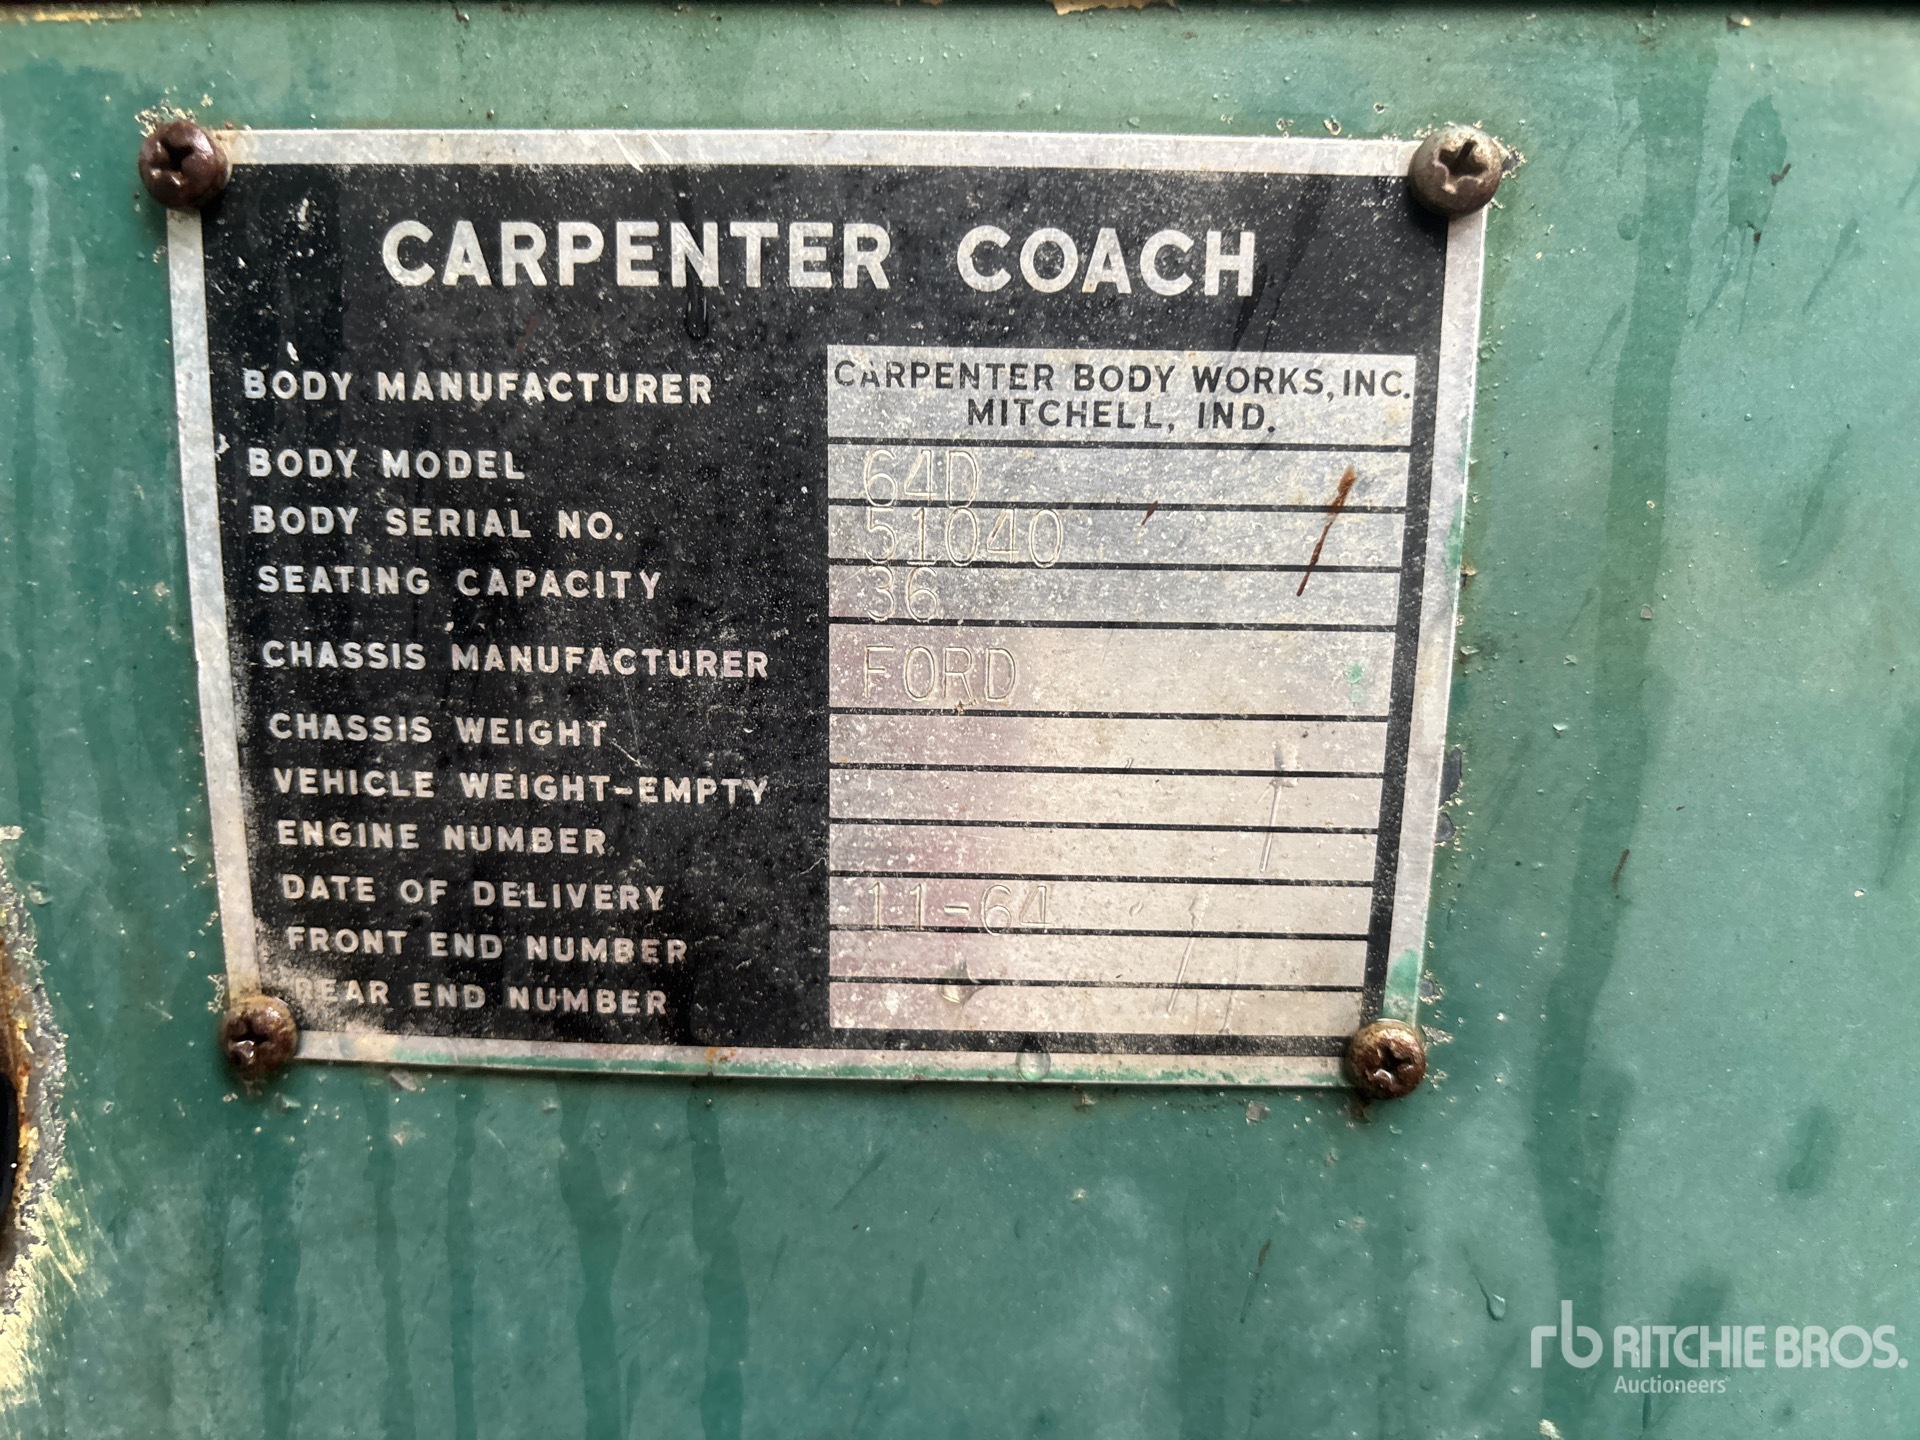 CARPENTER COACH
BODY MANUFACTURER CARPENTER BODY WORKS, INC.
MITCHELL, IND.
BODY MODEL 64D
BODY SERIAL NO. 51040
SEATING CAPACITY 36
CHASSIS MANUFACTURER FORD
CHASSIS WEIGHT
VEHICLE WEIGHT-EMPTY
ENGINE NUMBER
DATE OF DELIVERY 11-64
FRONT END NUMBER
REAR END NUMBER
rb RITCHIE BROS.
Auctioneers